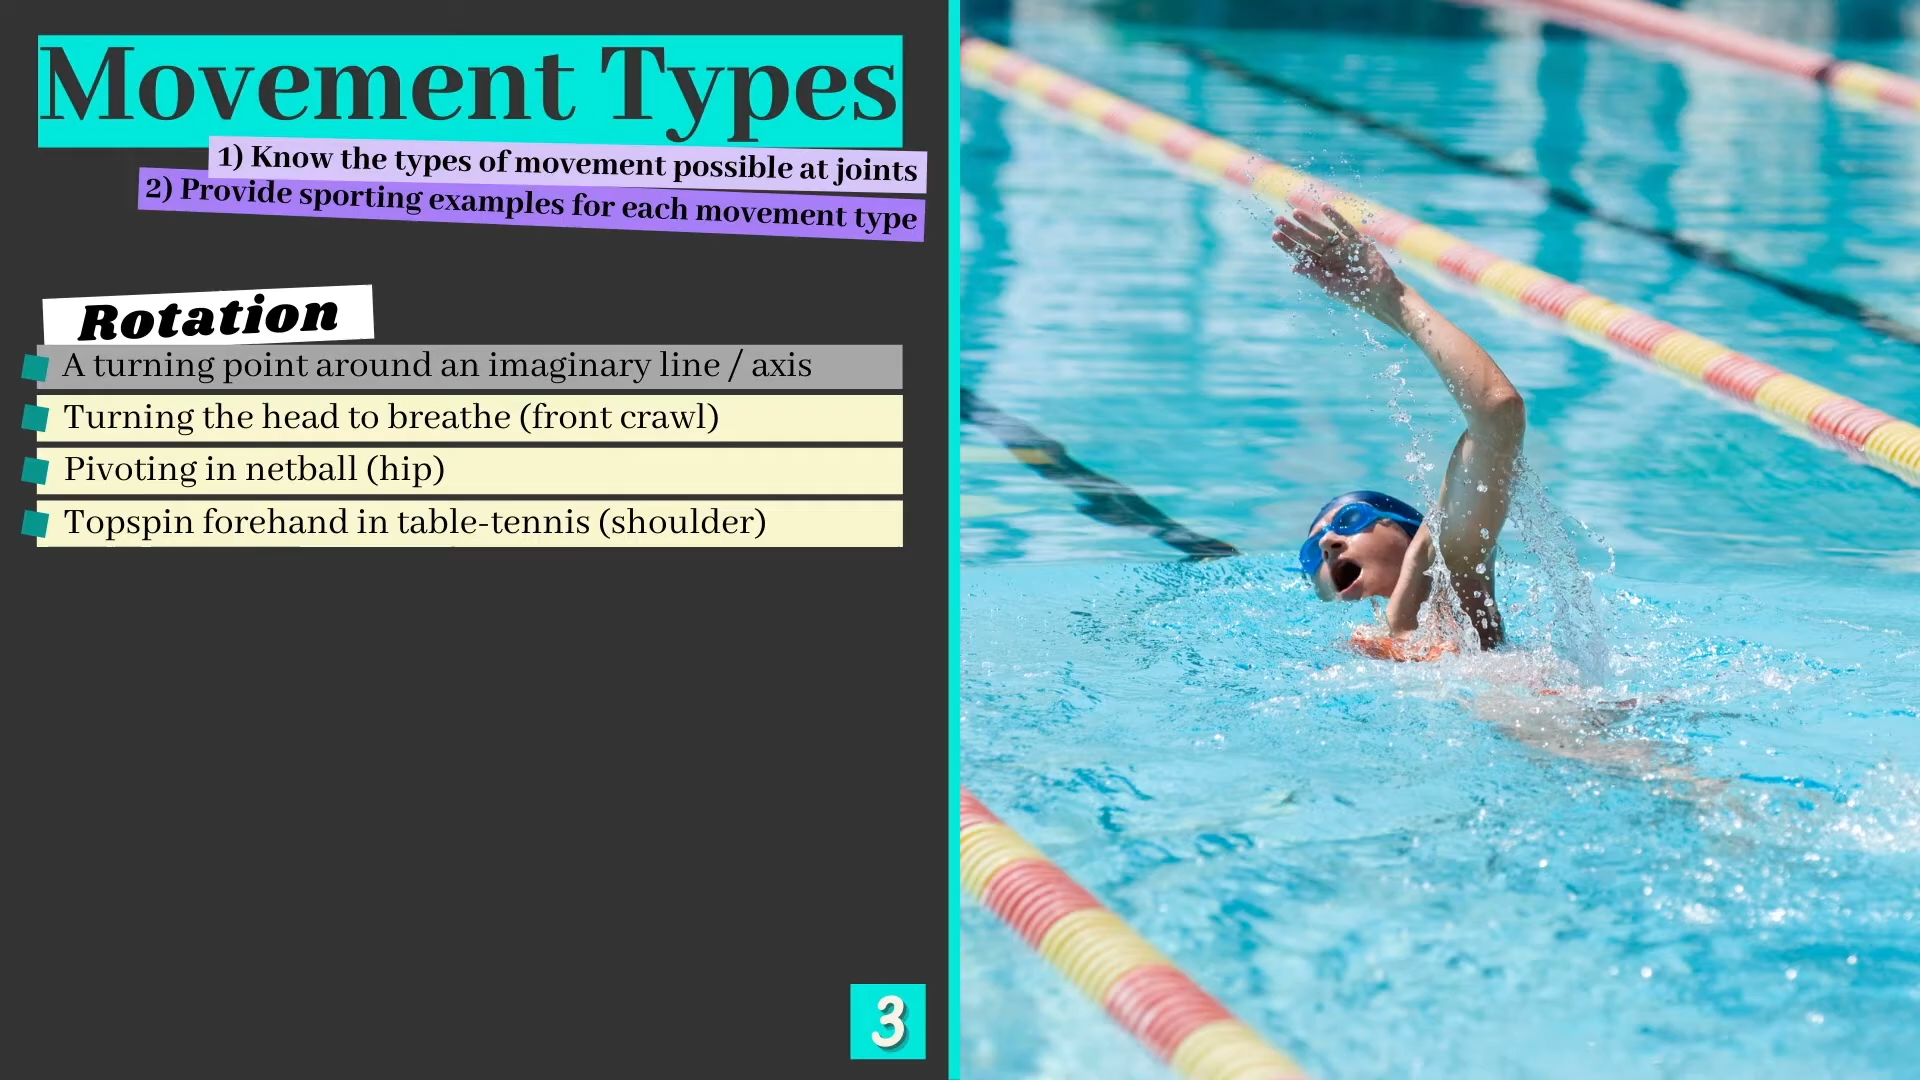 Movement Types
1) Know the types of movement possible at joints
2) Provide sporting examples for each movement type
Rotation
A turning point around an imaginary line / axis
Turning the head to breathe (front crawl)
Pivoting in netball (hip)
Topspin forehand in table-tennis (shoulder)
3